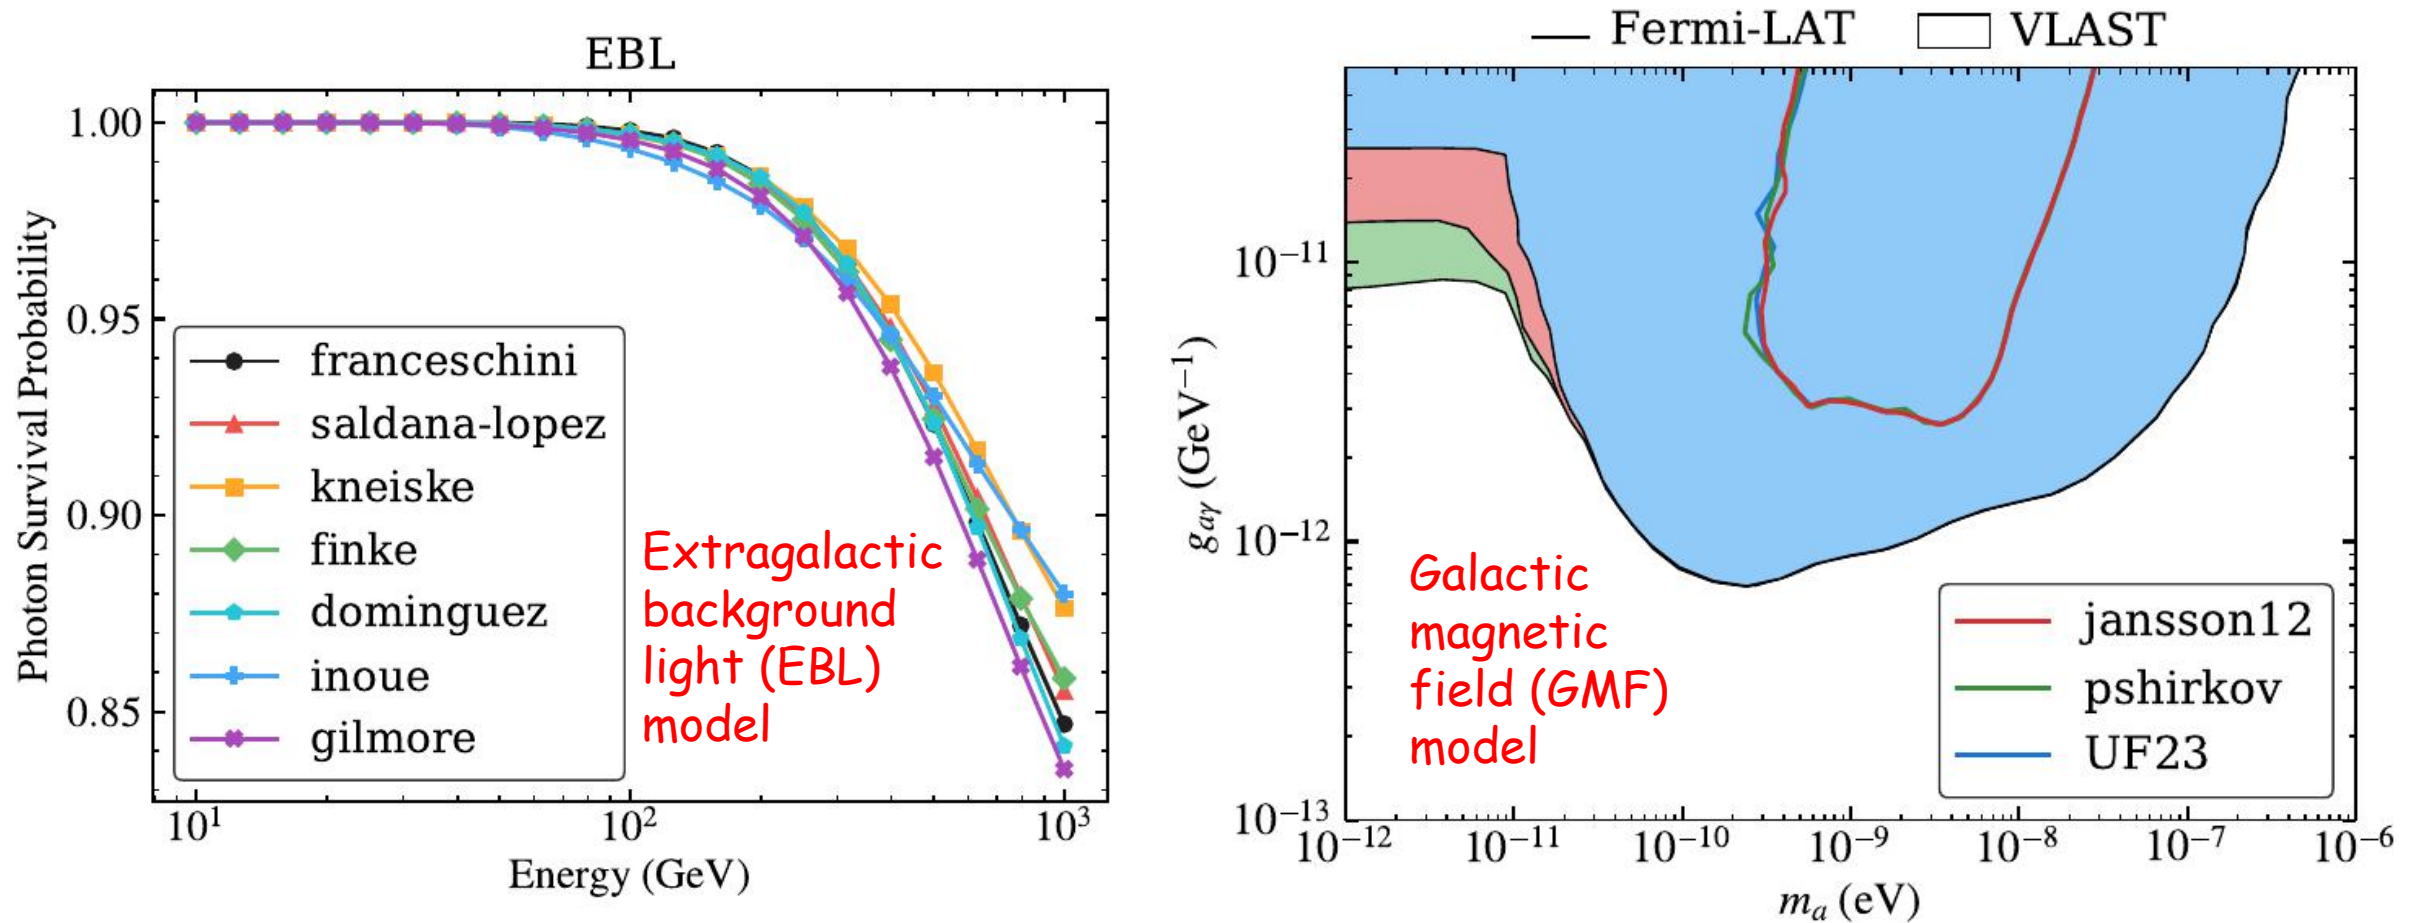 EBL
Photon Survival Probability
1.00
0.95
0.90
0.85
franceschini
saldana-lopez
kneiske
finke
dominguez
inoue
gilmore
Extragalactic
background
light (EBL)
model
10¹
10²
10³
Energy (GeV)
Fermi-LAT
VLAST
gₐᵧ (GeV⁻¹)
10⁻¹¹
10⁻¹²
10⁻¹³
Galactic
magnetic
field (GMF)
model
jansson12
pshirkov
UF23
10⁻¹²
10⁻¹¹
10⁻¹⁰
10⁻⁹
10⁻⁸
10⁻⁷
10⁻⁶
mₐ (eV)